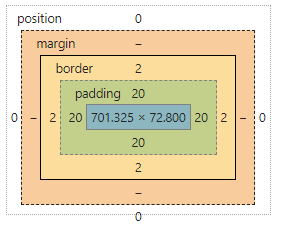 position 0
margin –
border 2
padding 20
0 – 2 20 701.325 × 72.800 20 2 – 0
20
2
–
0